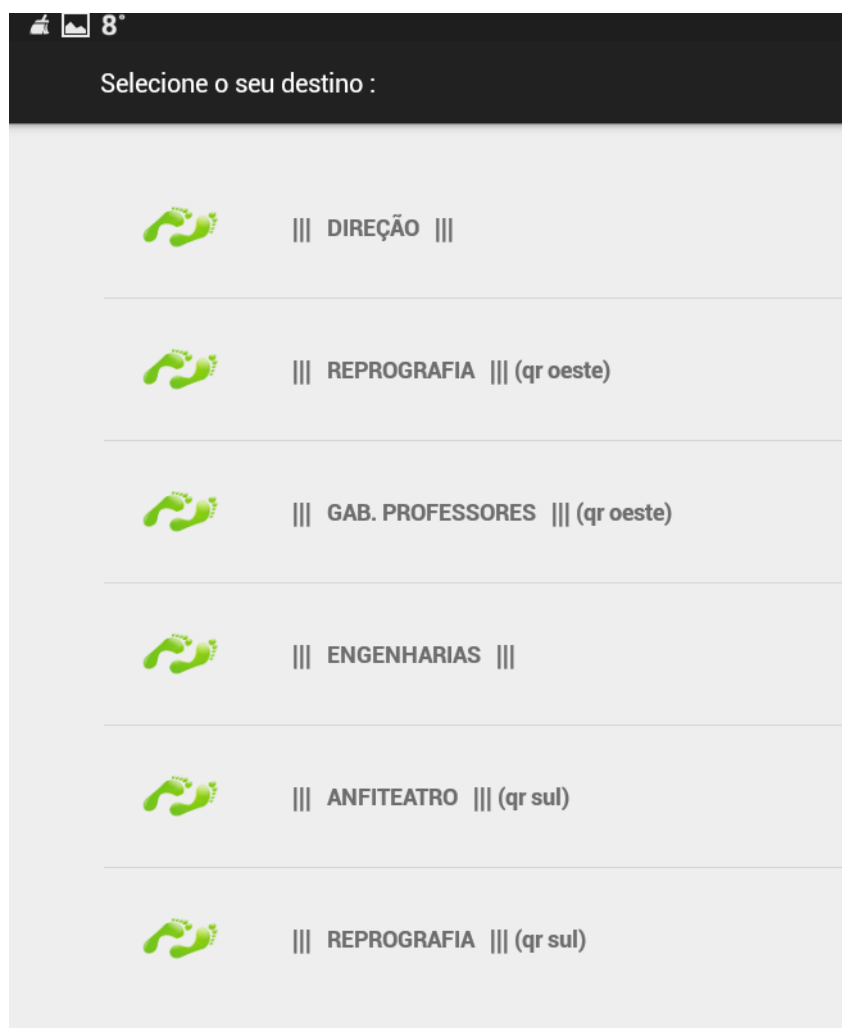 8°
Selecione o seu destino :
||| DIREÇÃO |||
||| REPROGRAFIA ||| (qr oeste)
||| GAB. PROFESSORES ||| (qr oeste)
||| ENGENHARIAS |||
||| ANFITEATRO ||| (qr sul)
||| REPROGRAFIA ||| (qr sul)